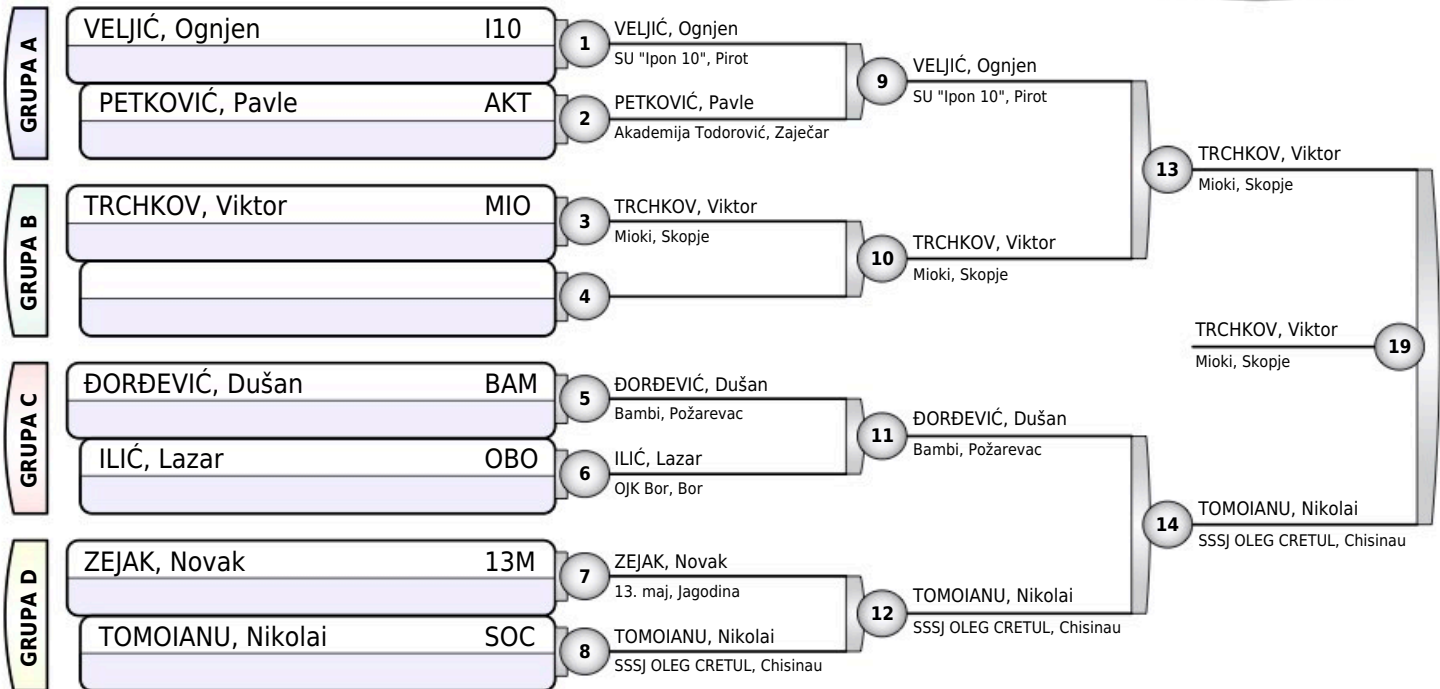 GRUPA A
VELJIĆ, Ognjen I10
PETKOVIĆ, Pavle AKT
GRUPA B
TRCHKOV, Viktor MIO
GRUPA C
ĐORĐEVIĆ, Dušan BAM
ILIĆ, Lazar OBO
GRUPA D
ZEJAK, Novak 13M
TOMOIANU, Nikolai SOC
1
VELJIĆ, Ognjen
SU "Ipon 10", Pirot
2
PETKOVIĆ, Pavle
Akademija Todorović, Zaječar
3
TRCHKOV, Viktor
Mioki, Skopje
4
5
ĐORĐEVIĆ, Dušan
Bambi, Požarevac
6
ILIĆ, Lazar
OJK Bor, Bor
7
ZEJAK, Novak
13. maj, Jagodina
8
TOMOIANU, Nikolai
SSSJ OLEG CRETUL, Chisinau
9
VELJIĆ, Ognjen
SU "Ipon 10", Pirot
10
TRCHKOV, Viktor
Mioki, Skopje
11
ĐORĐEVIĆ, Dušan
Bambi, Požarevac
12
TOMOIANU, Nikolai
SSSJ OLEG CRETUL, Chisinau
13
TRCHKOV, Viktor
Mioki, Skopje
14
TOMOIANU, Nikolai
SSSJ OLEG CRETUL, Chisinau
TRCHKOV, Viktor
Mioki, Skopje
19